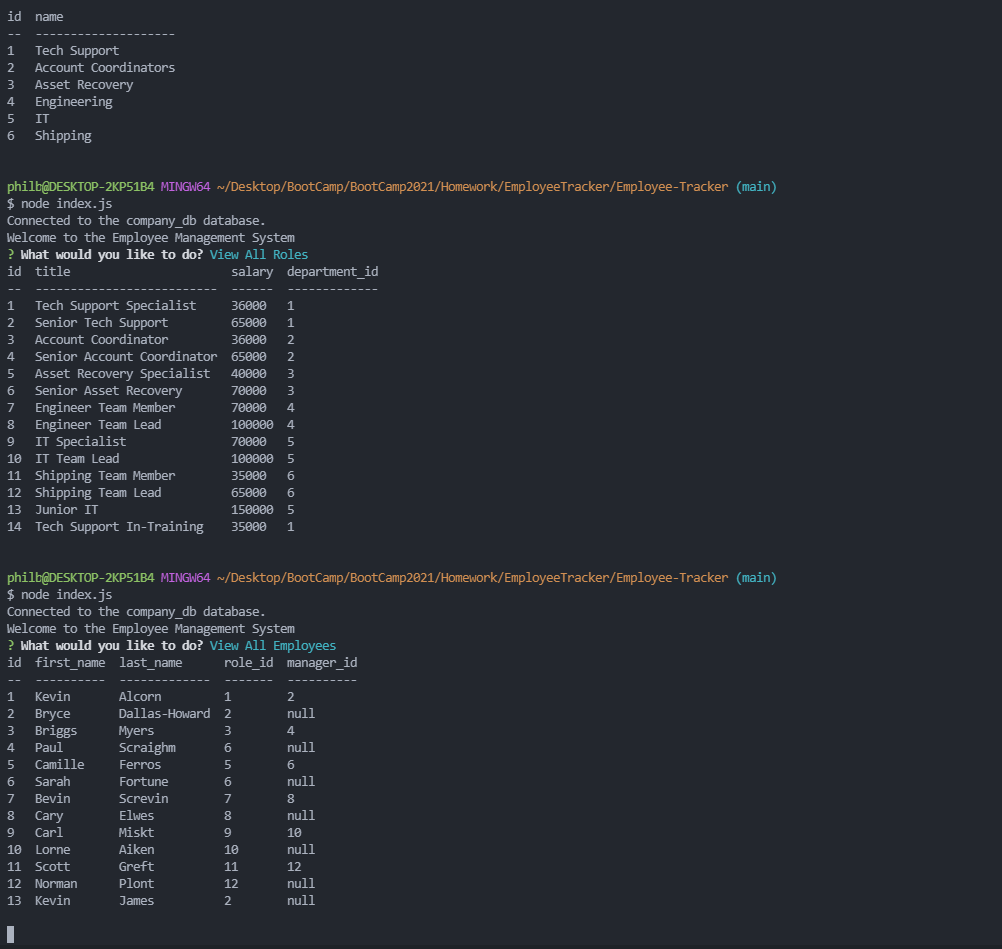 id  name
--  --------------------
1   Tech Support
2   Account Coordinators
3   Asset Recovery
4   Engineering
5   IT
6   Shipping
philb@DESKTOP-2KP51B4 MINGW64 ~/Desktop/BootCamp/BootCamp2021/Homework/EmployeeTracker/Employee-Tracker (main)
$ node index.js
Connected to the company_db database.
Welcome to the Employee Management System
? What would you like to do? View All Roles
id  title                       salary  department_id
--  --------------------------  ------  -------------
1   Tech Support Specialist     36000   1
2   Senior Tech Support         65000   1
3   Account Coordinator         36000   2
4   Senior Account Coordinator  65000   2
5   Asset Recovery Specialist   40000   3
6   Senior Asset Recovery       70000   3
7   Engineer Team Member        70000   4
8   Engineer Team Lead          100000  4
9   IT Specialist               70000   5
10  IT Team Lead                100000  5
11  Shipping Team Member        35000   6
12  Shipping Team Lead          65000   6
13  Junior IT                   150000  5
14  Tech Support In-Training    35000   1
philb@DESKTOP-2KP51B4 MINGW64 ~/Desktop/BootCamp/BootCamp2021/Homework/EmployeeTracker/Employee-Tracker (main)
$ node index.js
Connected to the company_db database.
Welcome to the Employee Management System
? What would you like to do? View All Employees
id  first_name  last_name      role_id  manager_id
--  ----------  -------------  -------  ----------
1   Kevin       Alcorn         1        2
2   Bryce       Dallas-Howard  2        null
3   Briggs      Myers          3        4
4   Paul        Scraighm       6        null
5   Camille     Ferros         5        6
6   Sarah       Fortune        6        null
7   Bevin       Screvin        7        8
8   Cary        Elwes          8        null
9   Carl        Miskt          9        10
10  Lorne       Aiken          10       null
11  Scott       Greft          11       12
12  Norman      Plont          12       null
13  Kevin       James          2        null